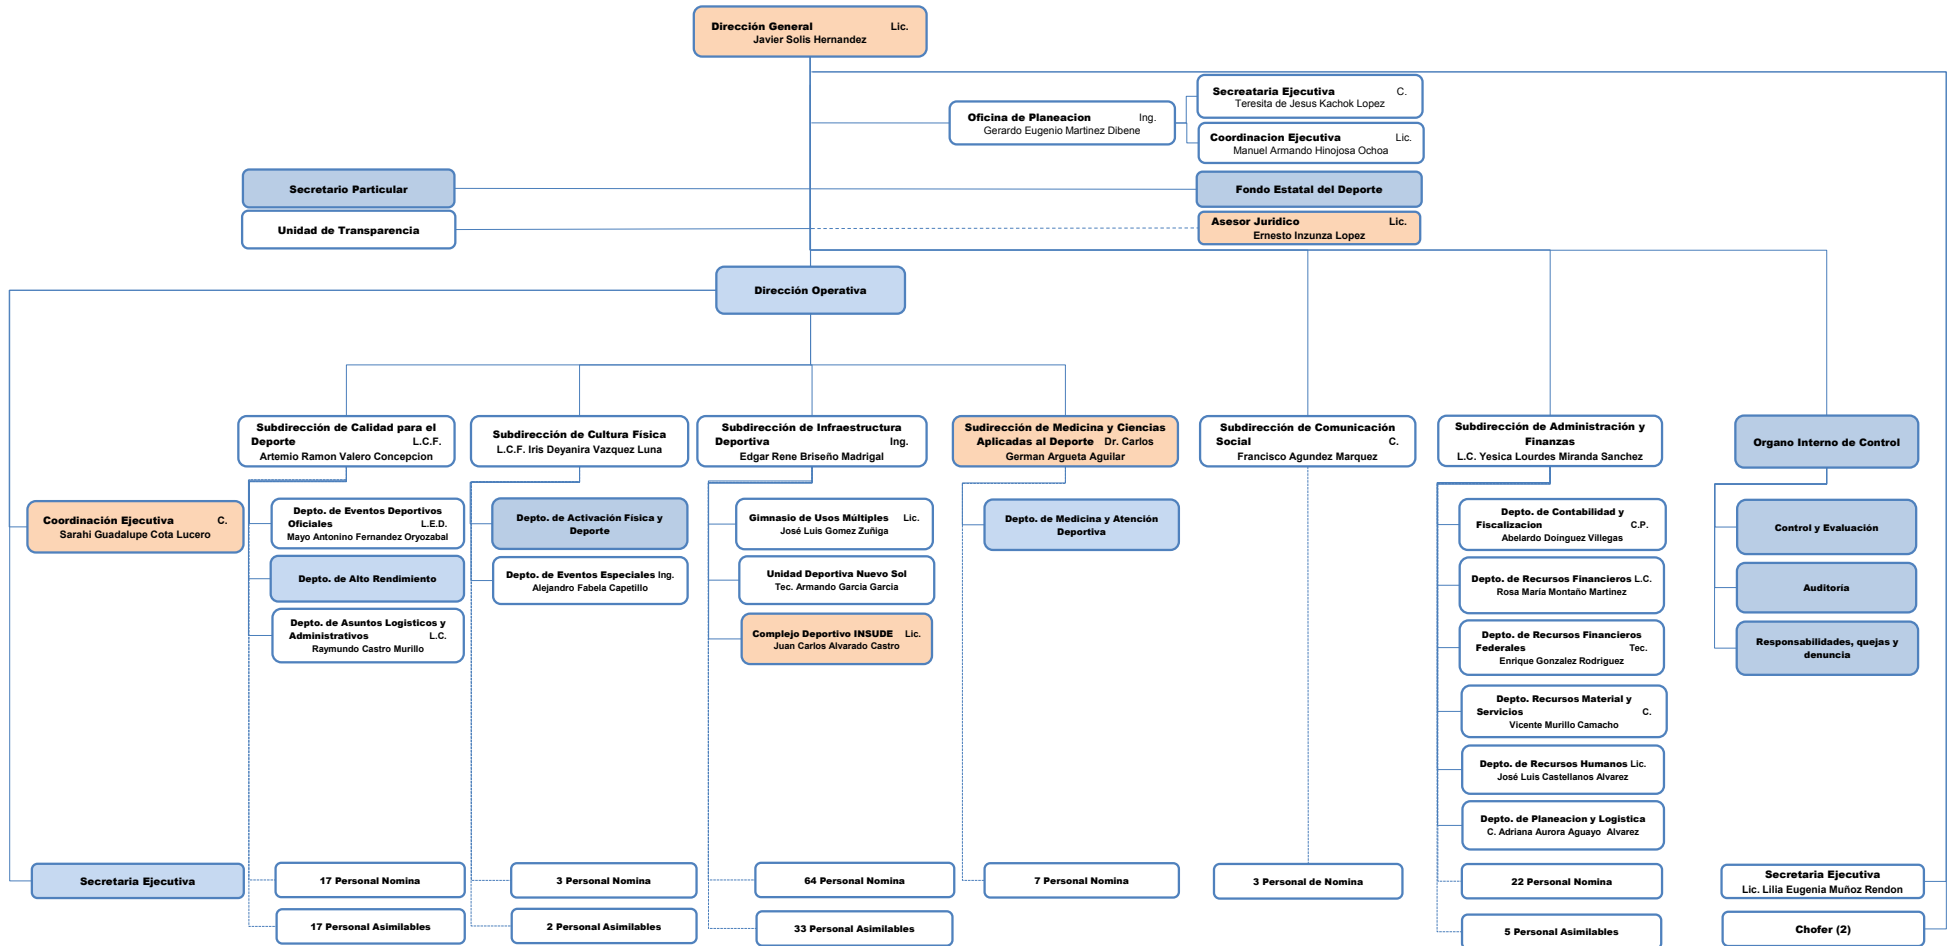 Dirección General Lic.
Javier Solis Hernandez
Secreataria Ejecutiva C.
Teresita de Jesus Kachok Lopez
Oficina de Planeacion Ing.
Gerardo Eugenio Martinez Dibene
Coordinacion Ejecutiva Lic.
Manuel Armando Hinojosa Ochoa
Secretario Particular
Fondo Estatal del Deporte
Unidad de Transparencia
Asesor Juridico Lic.
Ernesto Inzunza Lopez
Dirección Operativa
Subdirección de Calidad para el
Deporte L.C.F.
Artemio Ramon Valero Concepcion
Subdirección de Cultura Física
L.C.F. Iris Deyanira Vazquez Luna
Subdirección de Infraestructura
Deportiva Ing.
Edgar Rene Briseño Madrigal
Sudirección de Medicina y Ciencias
Aplicadas al Deporte Dr. Carlos
German Argueta Aguilar
Subdirección de Comunicación
Social C.
Francisco Agundez Marquez
Subdirección de Administración y
Finanzas
L.C. Yesica Lourdes Miranda Sanchez
Organo Interno de Control
Coordinación Ejecutiva C.
Sarahi Guadalupe Cota Lucero
Depto. de Eventos Deportivos
Oficiales L.E.D.
Mayo Antonino Fernandez Oryozabal
Depto. de Alto Rendimiento
Depto. de Asuntos Logisticos y
Administrativos L.C.
Raymundo Castro Murillo
Depto. de Activación Física y
Deporte
Depto. de Eventos Especiales Ing.
Alejandro Fabela Capetillo
Gimnasio de Usos Múltiples Lic.
José Luis Gomez Zuñiga
Unidad Deportiva Nuevo Sol
Tec. Armando Garcia Garcia
Complejo Deportivo INSUDE Lic.
Juan Carlos Alvarado Castro
Depto. de Medicina y Atención
Deportiva
Depto. de Contabilidad y
Fiscalizacion C.P.
Abelardo Doinguez Villegas
Depto. de Recursos Financieros L.C.
Rosa María Montaño Martinez
Depto. de Recursos Financieros
Federales Tec.
Enrique Gonzalez Rodriguez
Depto. Recursos Material y
Servicios C.
Vicente Murillo Camacho
Depto. de Recursos Humanos Lic.
José Luis Castellanos Alvarez
Depto. de Planeacion y Logistica
C. Adriana Aurora Aguayo Alvarez
Control y Evaluación
Auditoría
Responsabilidades, quejas y
denuncia
Secretaria Ejecutiva
17 Personal Nomina
3 Personal Nomina
64 Personal Nomina
7 Personal Nomina
3 Personal de Nomina
22 Personal Nomina
Secretaria Ejecutiva
Lic. Lilia Eugenia Muñoz Rendon
17 Personal Asimilables
2 Personal Asimilables
33 Personal Asimilables
5 Personal Asimilables
Chofer (2)